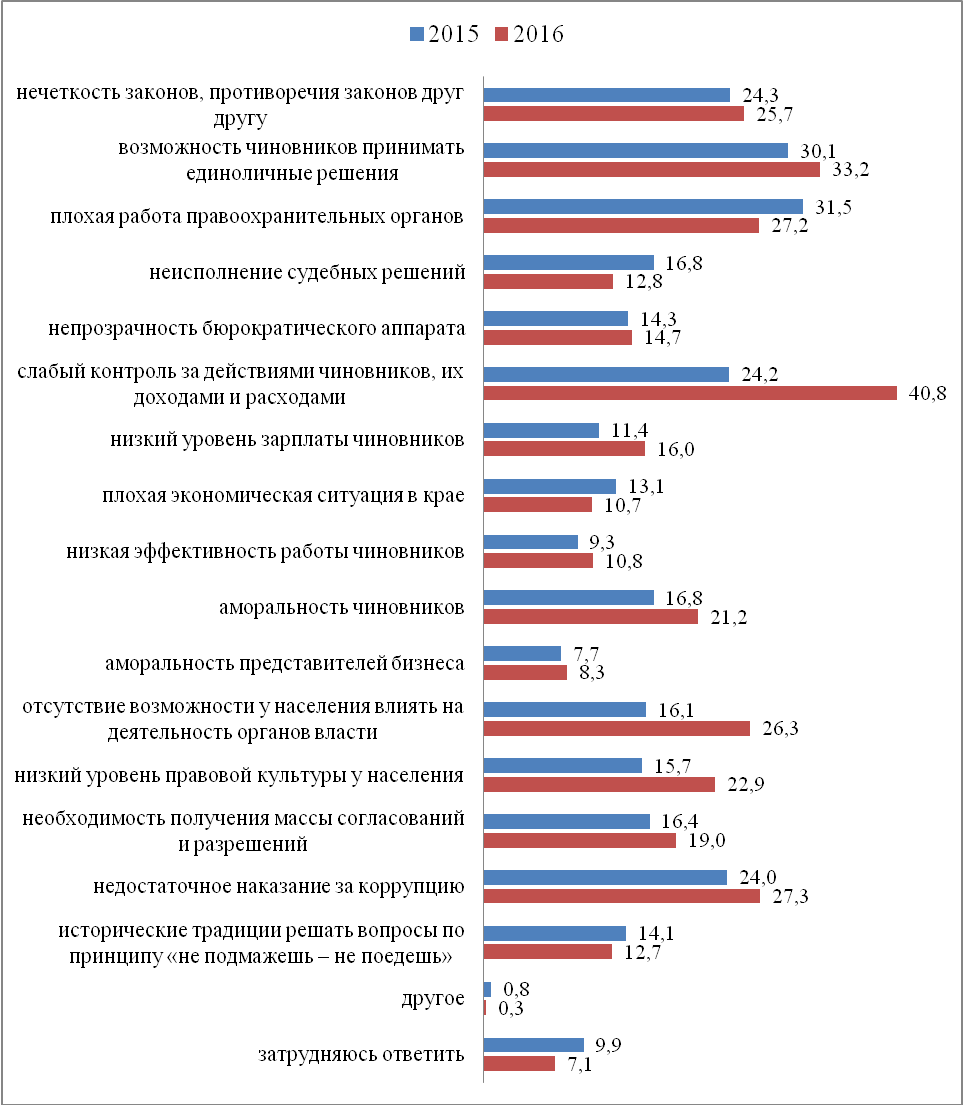 2015 2016
нечеткость законов, противоречия законов друг
другу
24,3
25,7
возможность чиновников принимать
единоличные решения
30,1
33,2
плохая работа правоохранительных органов
31,5
27,2
неисполнение судебных решений
16,8
12,8
непрозрачность бюрократического аппарата
14,3
14,7
слабый контроль за действиями чиновников, их
доходами и расходами
24,2
40,8
низкий уровень зарплаты чиновников
11,4
16,0
плохая экономическая ситуация в крае
13,1
10,7
низкая эффективность работы чиновников
9,3
10,8
аморальность чиновников
16,8
21,2
аморальность представителей бизнеса
7,7
8,3
отсутствие возможности у населения влиять на
деятельность органов власти
16,1
26,3
низкий уровень правовой культуры у населения
15,7
22,9
необходимость получения массы согласований
и разрешений
16,4
19,0
недостаточное наказание за коррупцию
24,0
27,3
исторические традиции решать вопросы по
принципу «не подмажешь – не поедешь»
14,1
12,7
другое
0,8
0,3
затрудняюсь ответить
9,9
7,1